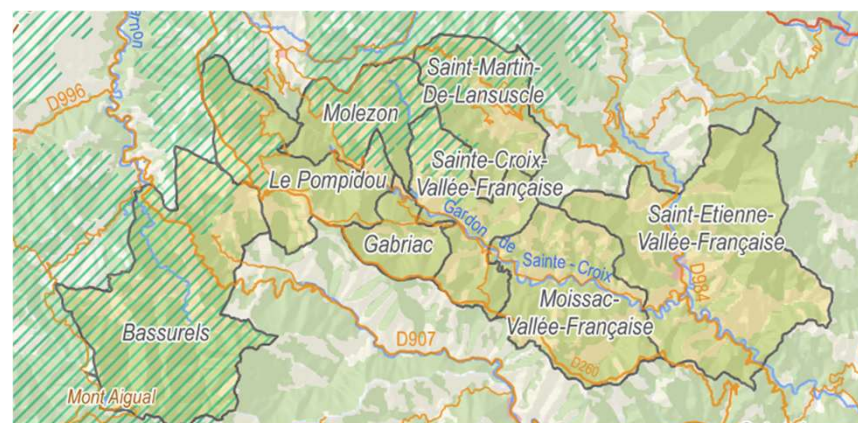 arnon
D996
Saint-Martin-
De-Lansuscle
Molezon
Sainte-Croix-
Vallée-Française
Le Pompidou
Gardon de Sainte-Croix
Gabriac
Saint-Etienne-
Vallée-Française
D984
Moissac-
Vallée-Française
Bassurels
D907
D260
Mont Aigual